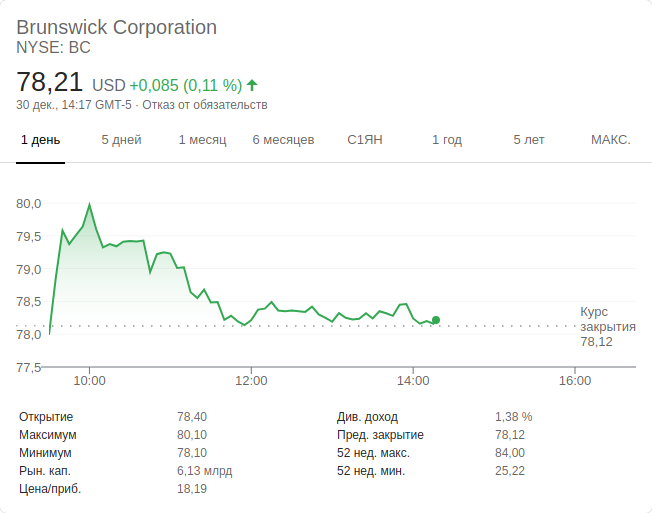 Brunswick Corporation
NYSE: BC
78,21 USD +0,085 (0,11 %)
30 дек., 14:17 GMT-5 · Отказ от обязательств
1 день 5 дней 1 месяц 6 месяцев С1ЯН 1 год 5 лет МАКС.
80,0
79,5
79,0
78,5
78,0
77,5
Курс
закрытия
78,12
10:00 12:00 14:00 16:00
Открытие 78,40
Максимум 80,10
Минимум 78,10
Рын. кап. 6,13 млрд
Цена/приб. 18,19
Див. доход 1,38 %
Пред. закрытие 78,12
52 нед. макс. 84,00
52 нед. мин. 25,22